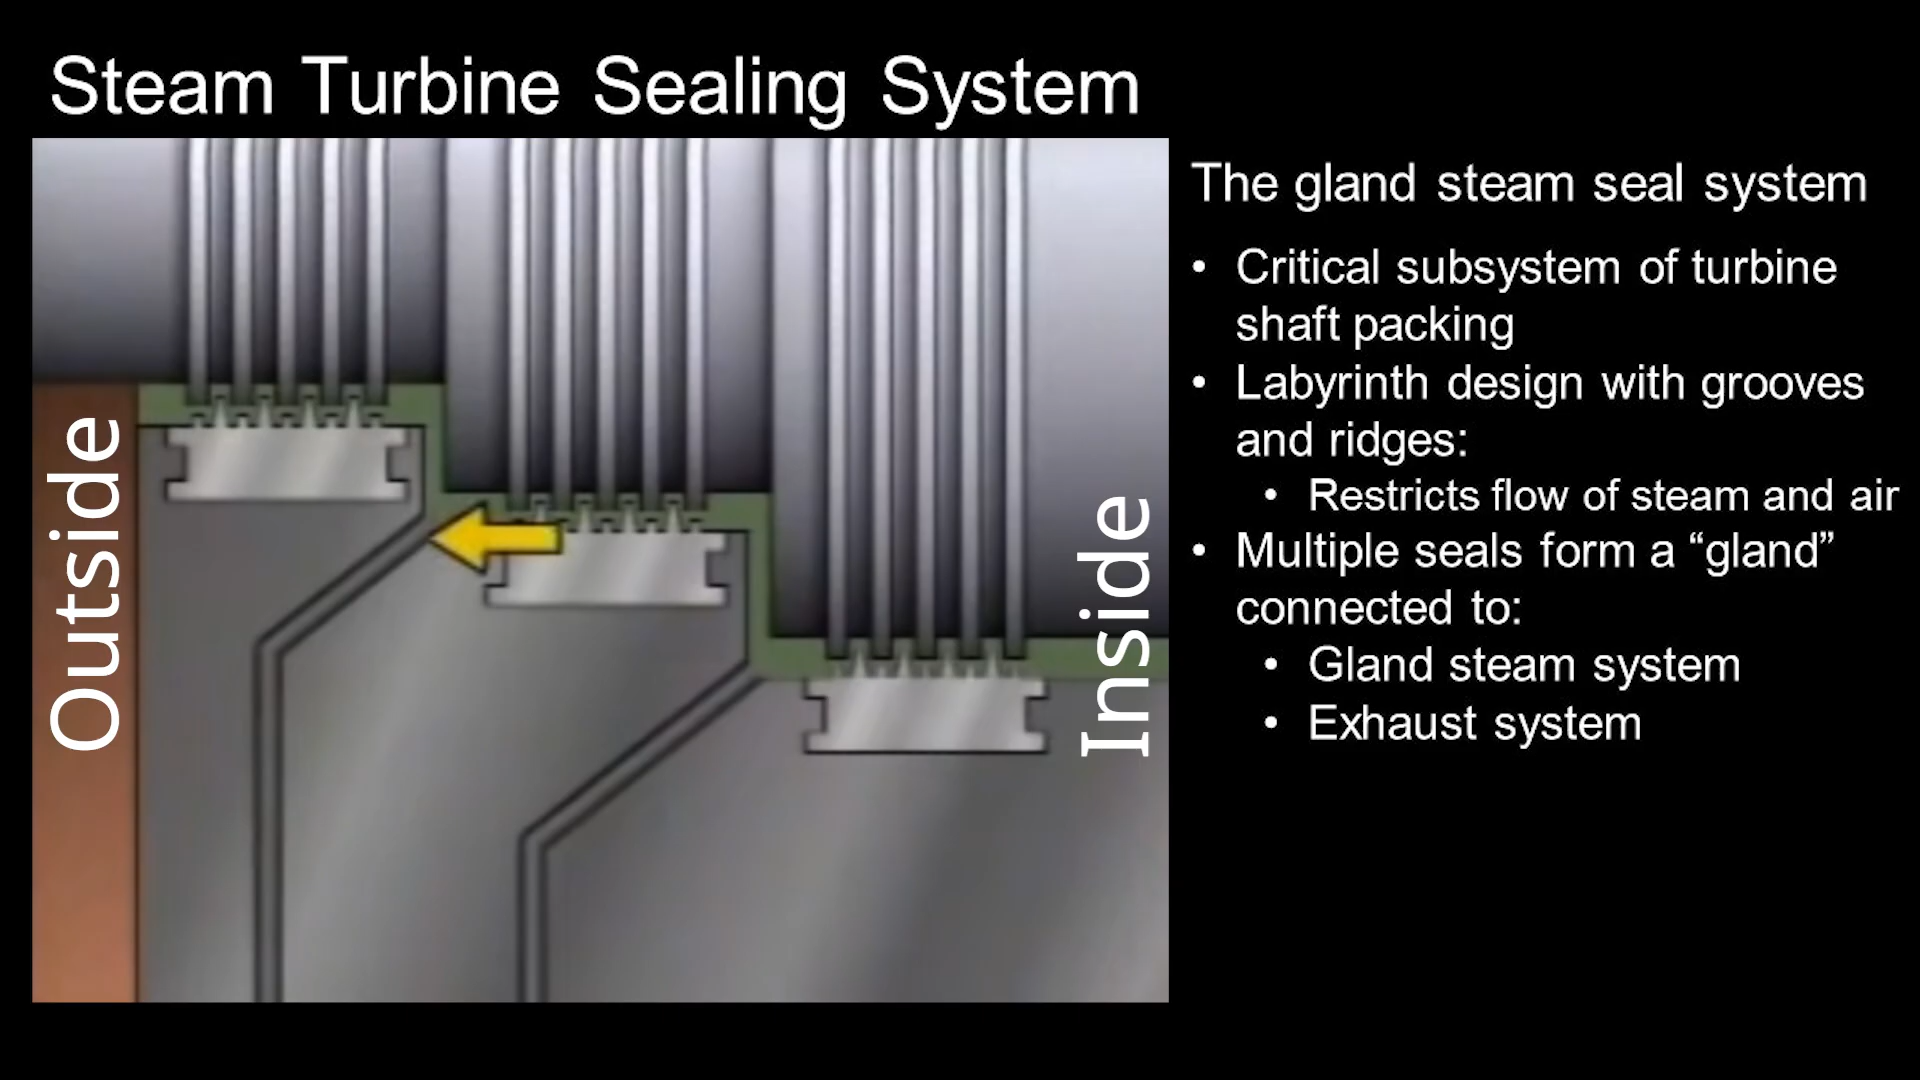 Steam Turbine Sealing System
Outside
Inside
The gland steam seal system
• Critical subsystem of turbine
shaft packing
• Labyrinth design with grooves
and ridges:
• Restricts flow of steam and air
• Multiple seals form a “gland”
connected to:
• Gland steam system
• Exhaust system